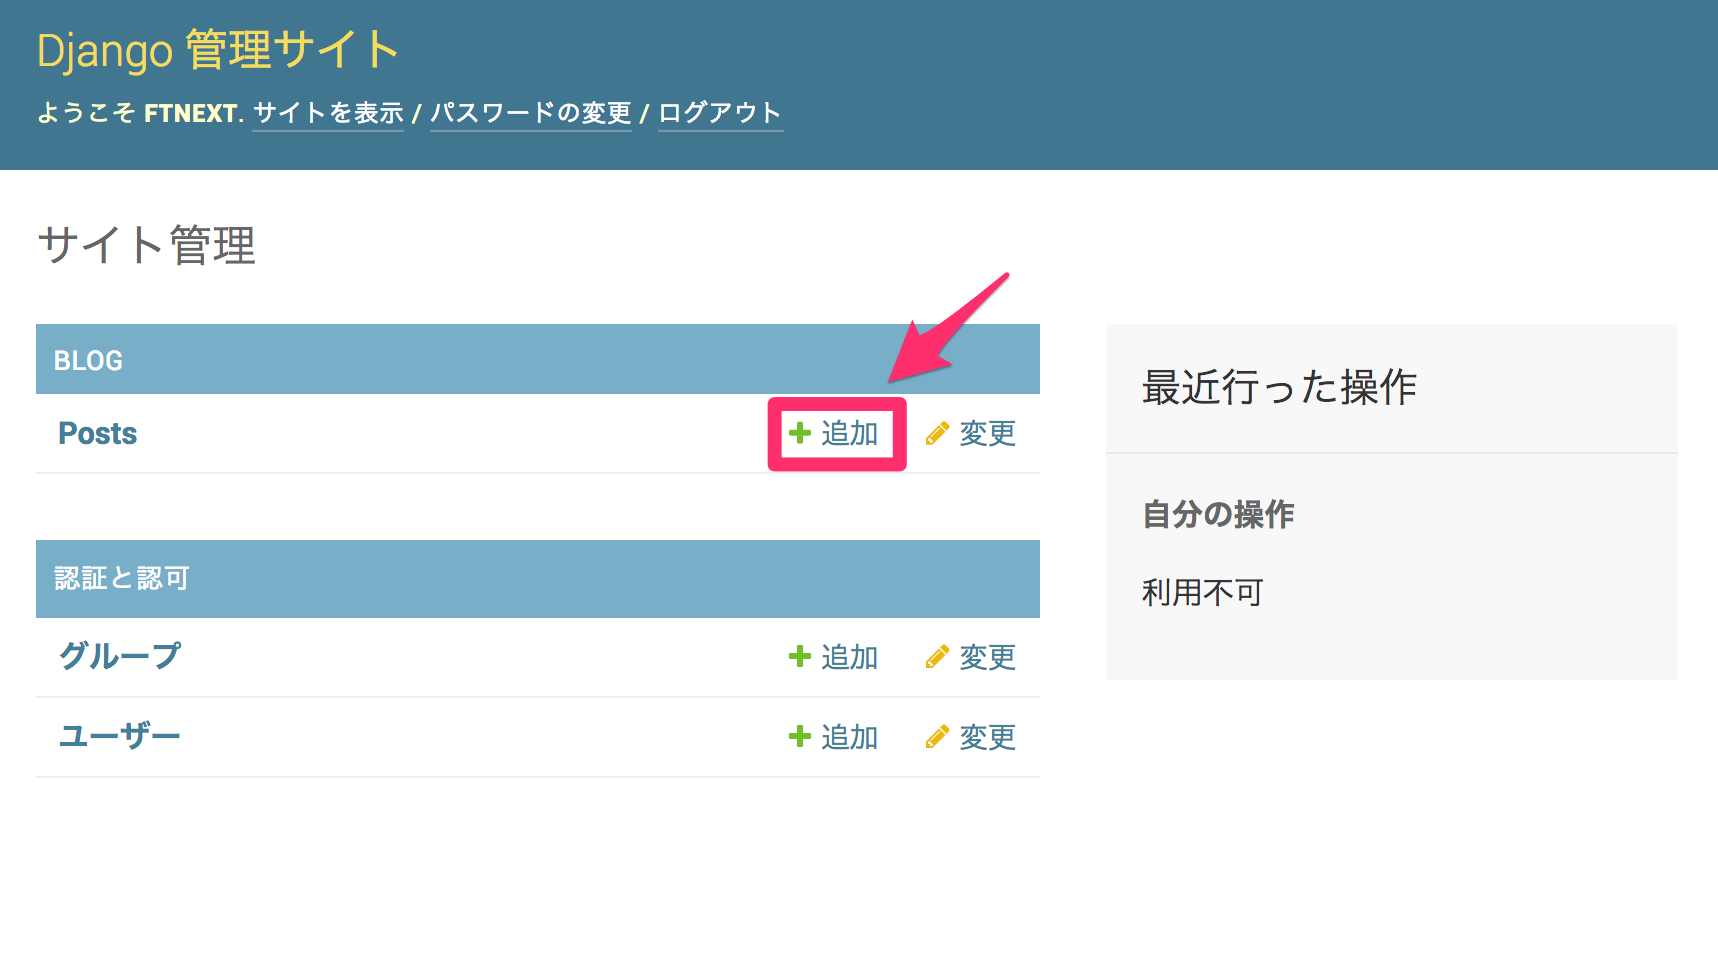 Django 管理サイト
ようこそ FTNEXT. サイトを表示 / パスワードの変更 / ログアウト
サイト管理
BLOG
Posts 追加 変更
認証と認可
グループ 追加 変更
ユーザー 追加 変更
最近行った操作
自分の操作
利用不可